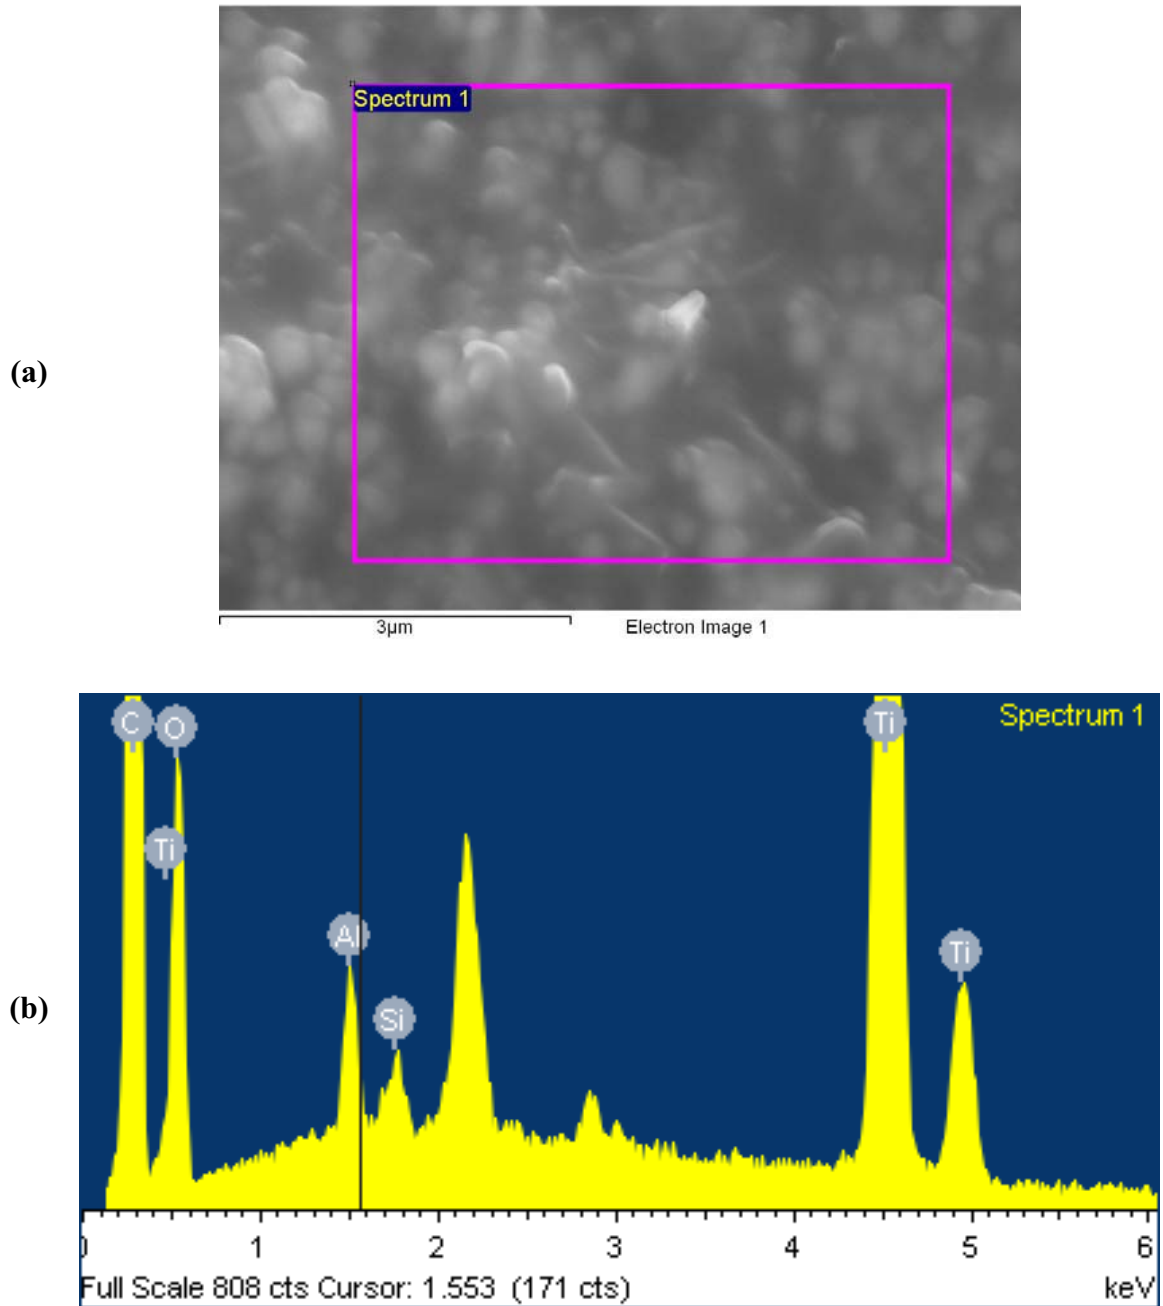 Spectrum 1
(a)
3µm Electron Image 1
C O Ti Spectrum 1
Ti
Al Ti
(b)
Si
0 1 2 3 4 5 6
Full Scale 808 cts Cursor: 1.553 (171 cts) keV